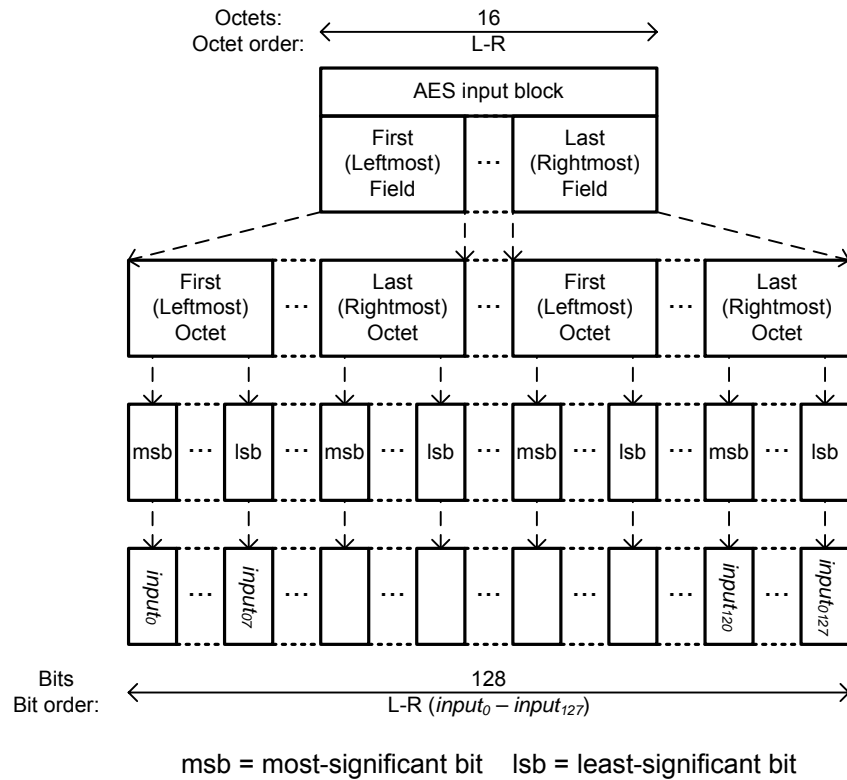 Octets: 16
Octet order: L-R
AES input block
First (Leftmost) Field ... Last (Rightmost) Field
First (Leftmost) Octet ... Last (Rightmost) Octet ... First (Leftmost) Octet ... Last (Rightmost) Octet
msb ... lsb ... msb ... lsb ... msb ... lsb ... msb ... lsb
input0 ... input07 ... ... ... ... ... input120 ... input0127
Bits 128
Bit order: L-R (input0 – input127)
msb = most-significant bit lsb = least-significant bit